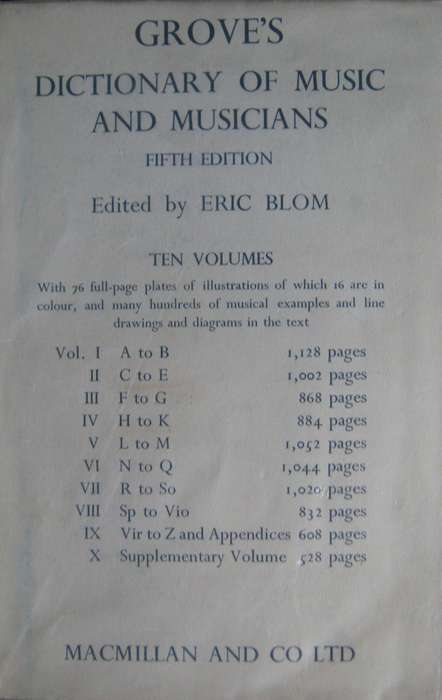 GROVE'S
DICTIONARY OF MUSIC
AND MUSICIANS
FIFTH EDITION
Edited by ERIC BLOM
TEN VOLUMES
With 76 full-page plates of illustrations of which 16 are in
colour, and many hundreds of musical examples and line
drawings and diagrams in the text
Vol. I A to B 1,128 pages
II C to E 1,002 pages
III F to G 868 pages
IV H to K 884 pages
V L to M 1,052 pages
VI N to Q 1,044 pages
VII R to So 1,020 pages
VIII Sp to Vio 832 pages
IX Vir to Z and Appendices 608 pages
X Supplementary Volume 528 pages
MACMILLAN AND CO LTD